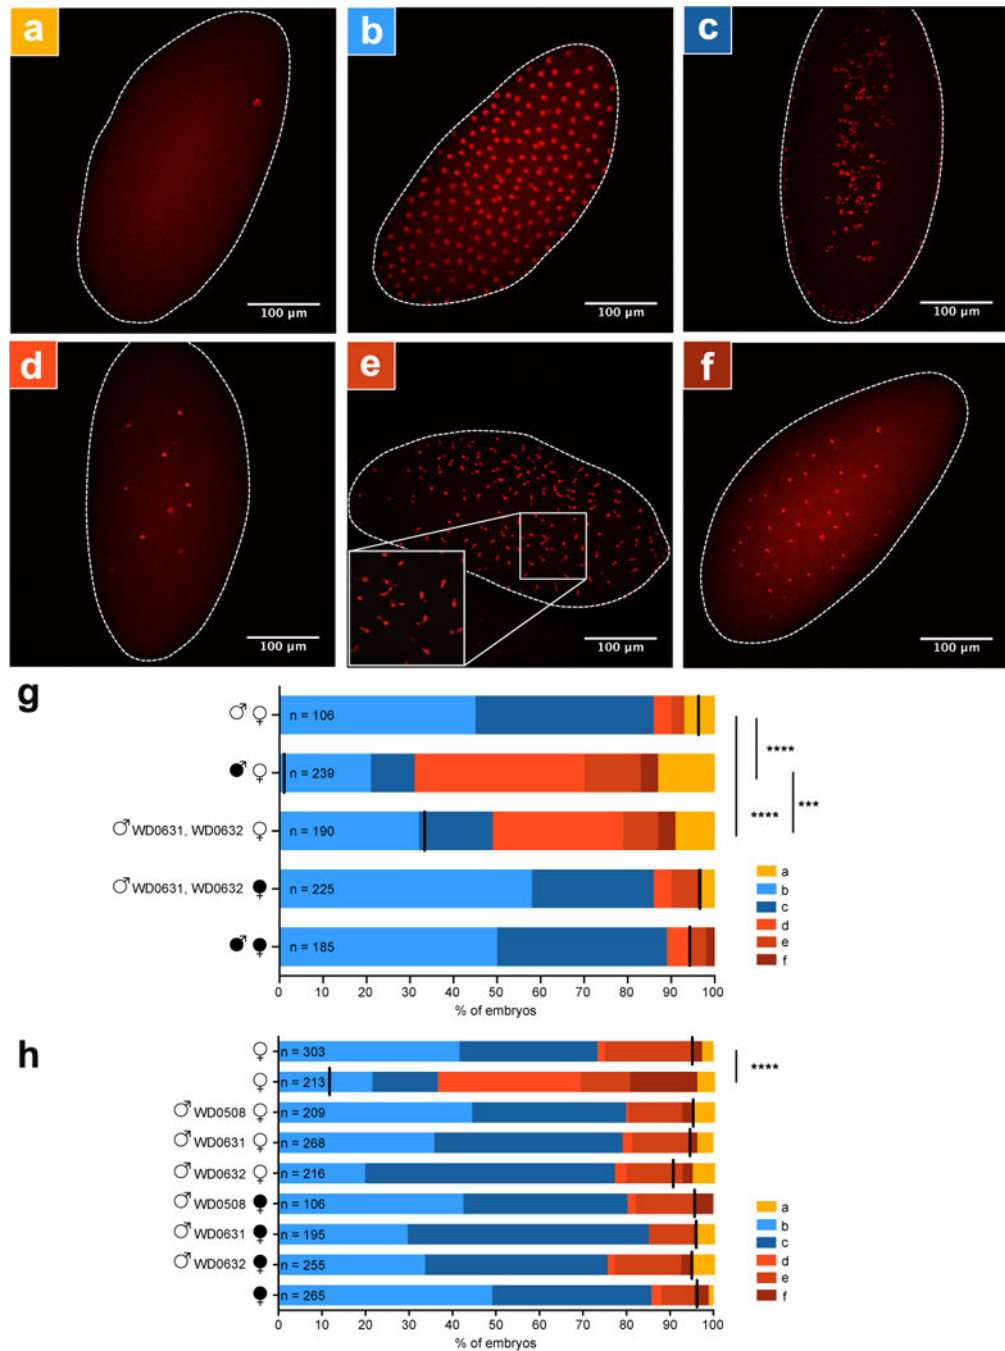 a
b
c
100 µm
100 µm
100 µm
d
e
f
100 µm
100 µm
100 µm
g
♂ ♀ n = 106
♂ ♀ n = 239
♂ WD0631, WD0632 ♀ n = 190
♂ WD0631, WD0632 ♀ n = 225
♂ ♀ n = 185
****
****
***
a
b
c
d
e
f
0 10 20 30 40 50 60 70 80 90 100
% of embryos
h
♀ n = 303
♀ n = 213
♂ WD0508 ♀ n = 209
♂ WD0631 ♀ n = 268
♂ WD0632 ♀ n = 216
♂ WD0508 ♀ n = 106
♂ WD0631 ♀ n = 195
♂ WD0632 ♀ n = 255
♀ n = 265
****
a
b
c
d
e
f
0 10 20 30 40 50 60 70 80 90 100
% of embryos